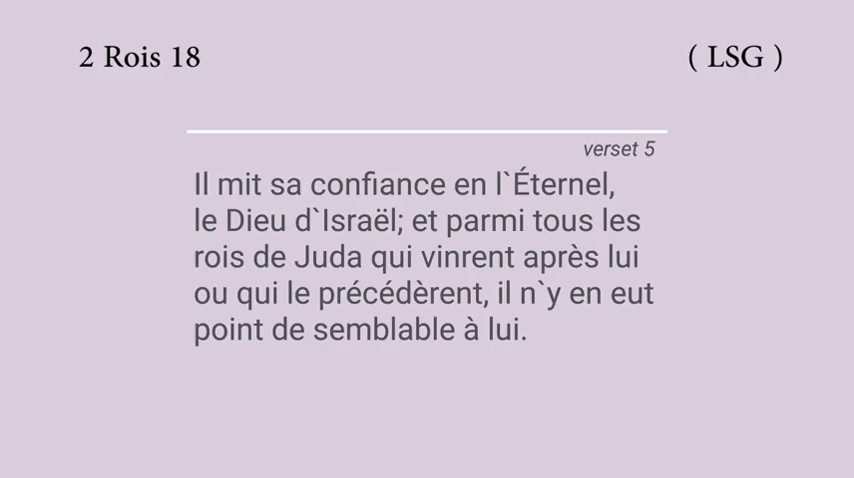 2 Rois 18
( LSG )
verset 5
Il mit sa confiance en l`Éternel,
le Dieu d`Israël; et parmi tous les
rois de Juda qui vinrent après lui
ou qui le précédèrent, il n`y en eut
point de semblable à lui.